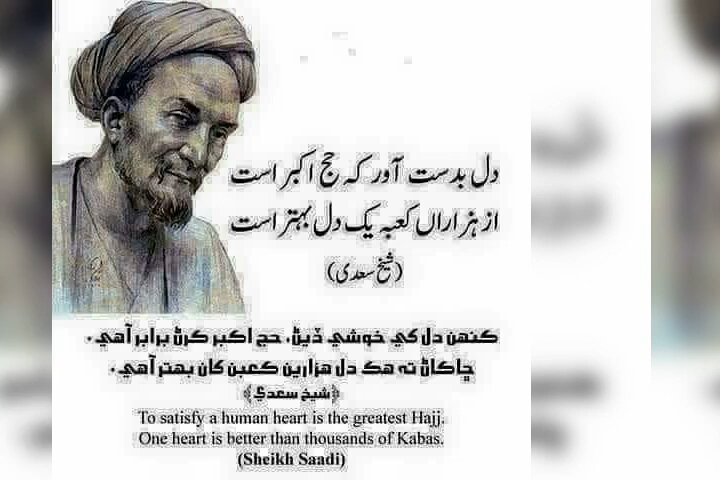 دل بدست آور کہ حج اکبر است
از ہزاراں کعبہ یک دل بہتر است
(شیخ سعدی)
ڪنهن دل کي خوشي ڏيڻ، حج اڪبر ڪرڻ برابر آهي.
ڇاڪاڻ ته هڪ دل هزارين ڪعبن کان بهتر آهي.
﴿شيخ سعدي﴾
To satisfy a human heart is the greatest Hajj.
One heart is better than thousands of Kabas.
(Sheikh Saadi)